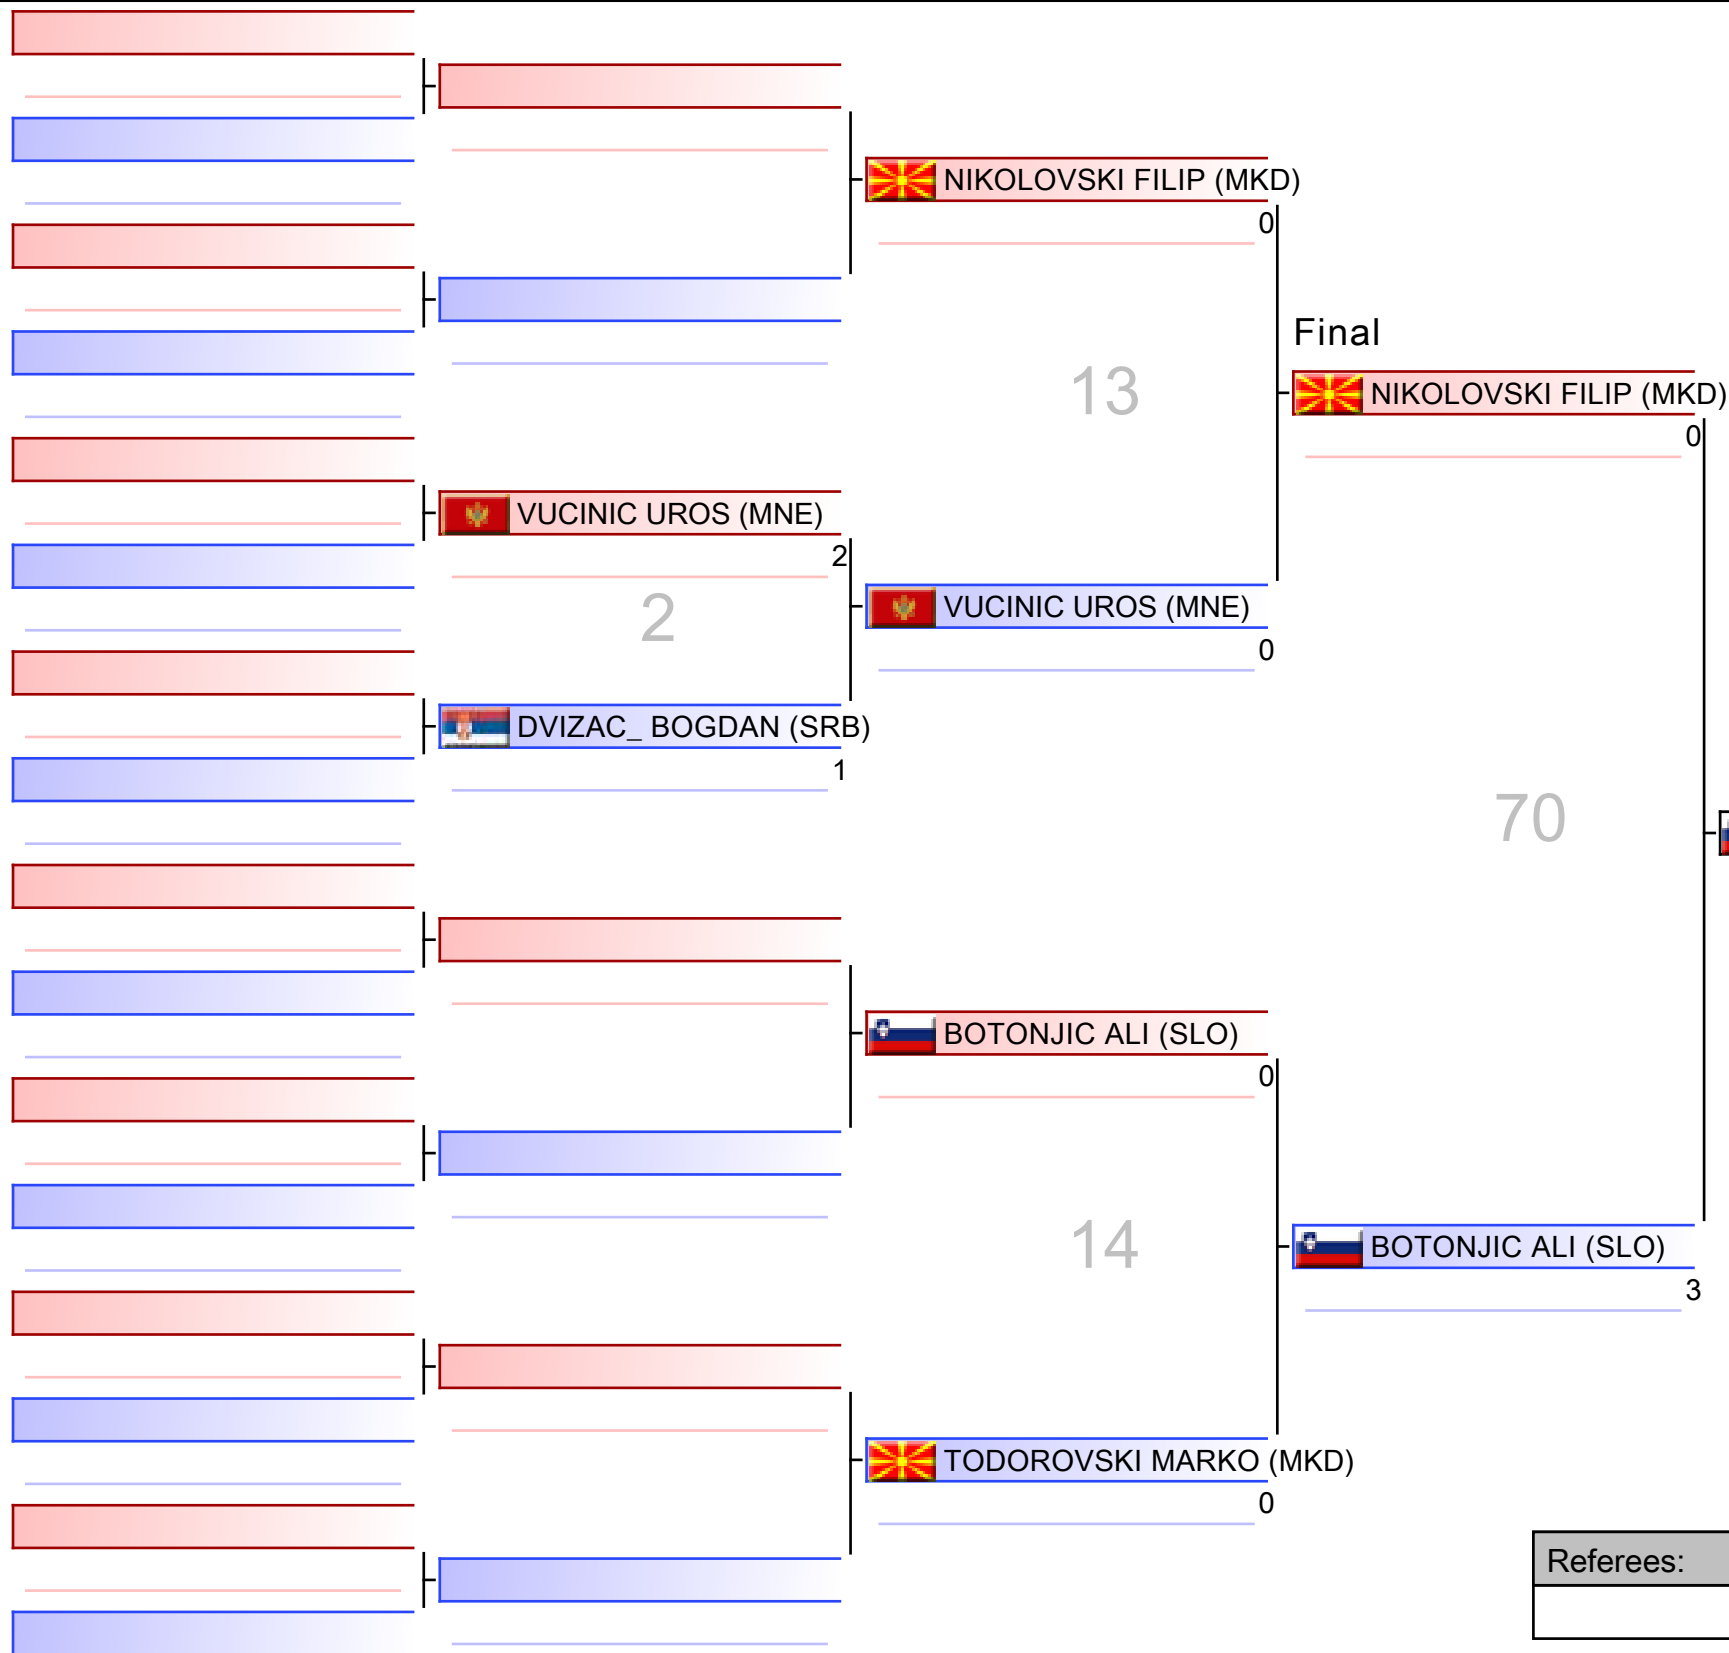 NIKOLOVSKI FILIP (MKD)
0
Final
13
NIKOLOVSKI FILIP (MKD)
0
VUCINIC UROS (MNE)
2
2
VUCINIC UROS (MNE)
0
DVIZAC_ BOGDAN (SRB)
1
70
BOTONJIC ALI (SLO)
0
14
BOTONJIC ALI (SLO)
3
TODOROVSKI MARKO (MKD)
0
Referees: